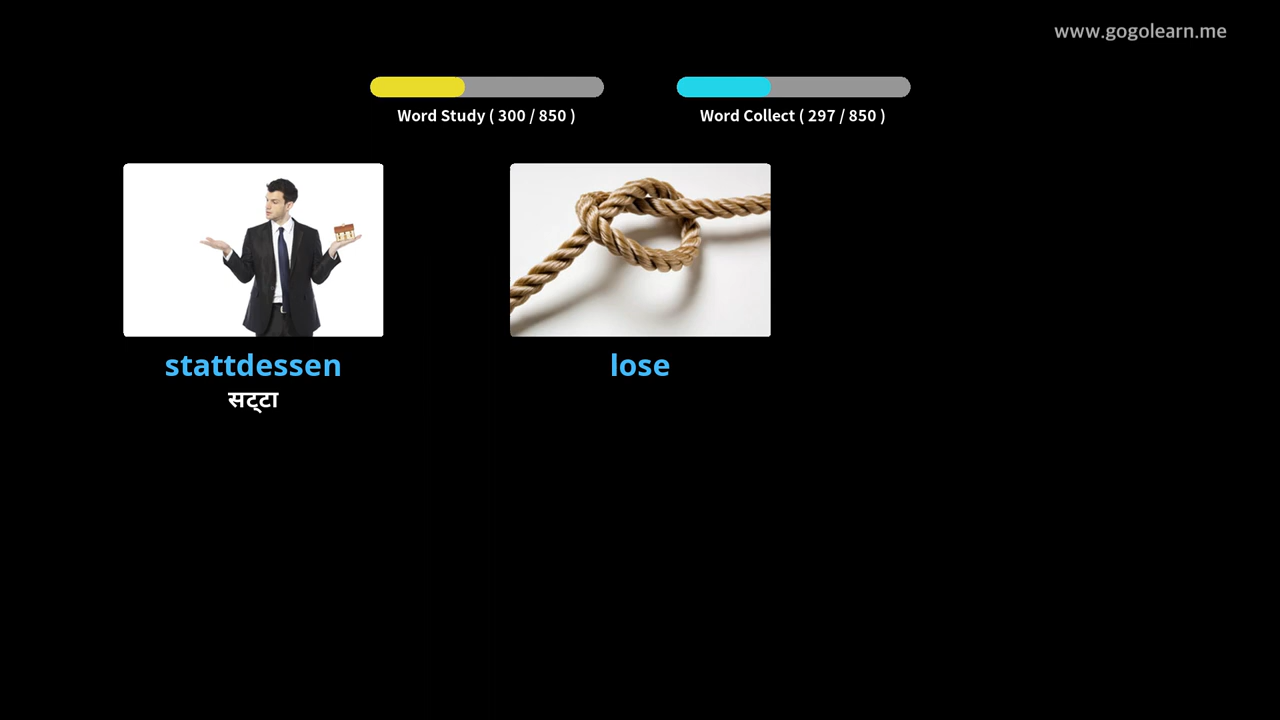 www.gogolearn.me
Word Study ( 300 / 850 )
Word Collect ( 297 / 850 )
stattdessen
lose
सट्टा